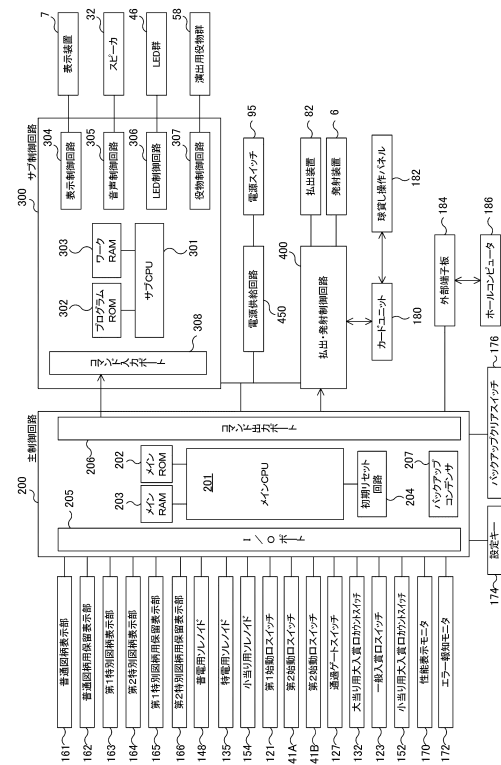 161
普通図柄表示部
162
普通図柄用保留表示部
163
第1特別図柄表示部
164
第2特別図柄表示部
165
第1特別図柄用保留表示部
166
第2特別図柄用保留表示部
148
普電用ソレノイド
135
特電用ソレノイド
154
小当り用ソレノイド
121
第1始動口スイッチ
41A
第2始動口スイッチ
41B
第2始動口スイッチ
127
通過ゲートスイッチ
132
大当り用大入賞口カウントスイッチ
123
一般入賞口スイッチ
152
小当り用大入賞口カウントスイッチ
170
性能表示モニタ
172
エラー報知モニタ
200
主制御回路
205
I/Oポート
206
コマンド出力ポート
203
メイン
RAM
202
メイン
ROM
201
メインCPU
204
初期リセット
回路
207
バックアップ
コンデンサ
174
設定キー
176
バックアップクリアスイッチ
300
サブ制御回路
308
コマンド入力ポート
302
プログラム
ROM
303
ワーク
RAM
301
サブCPU
304
表示制御回路
305
音声制御回路
306
LED制御回路
307
役物制御回路
7
表示装置
32
スピーカ
46
LED群
58
演出用役物群
450
電源供給回路
95
電源スイッチ
400
払出・発射制御回路
82
払出装置
6
発射装置
180
カードユニット
182
球貸し操作パネル
184
外部端子板
186
ホールコンピュータ